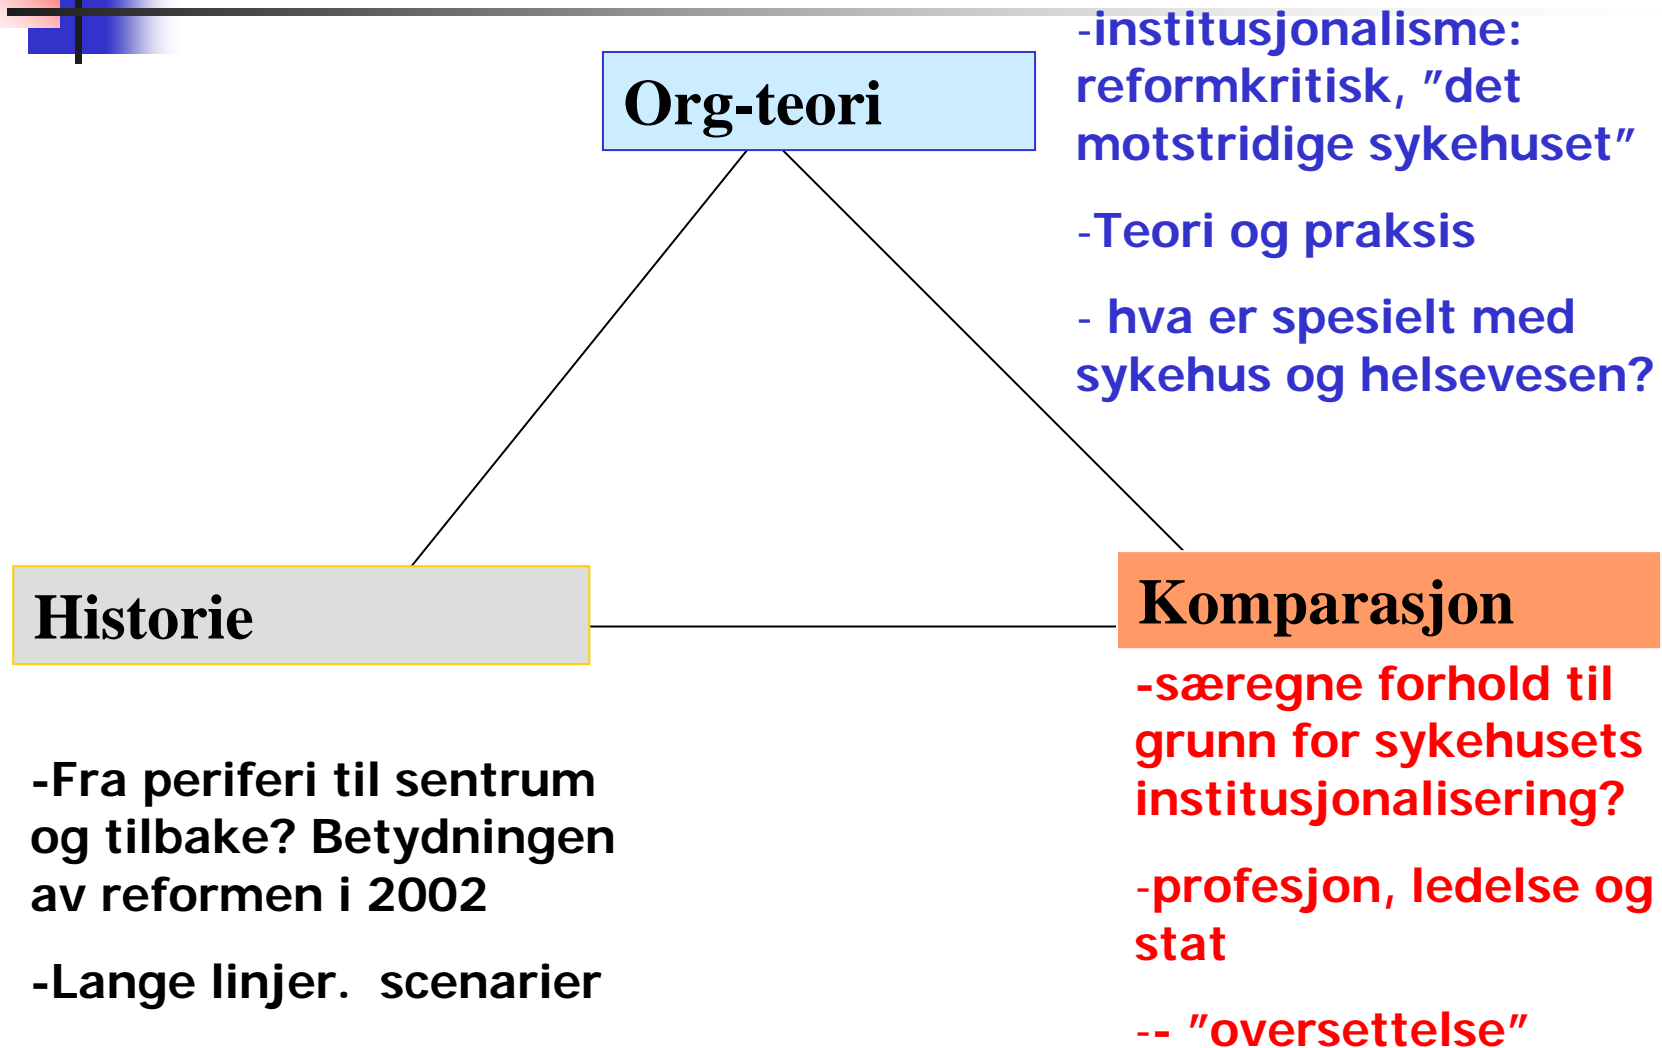 Org-teori
-institusjonalisme:
reformkritisk, ”det
motstridige sykehuset”
-Teori og praksis
- hva er spesielt med
sykehus og helsevesen?
Historie
-Fra periferi til sentrum
og tilbake? Betydningen
av reformen i 2002
-Lange linjer.  scenarier
Komparasjon
-særegne forhold til
grunn for sykehusets
institusjonalisering?
-profesjon, ledelse og
stat
-- ”oversettelse”